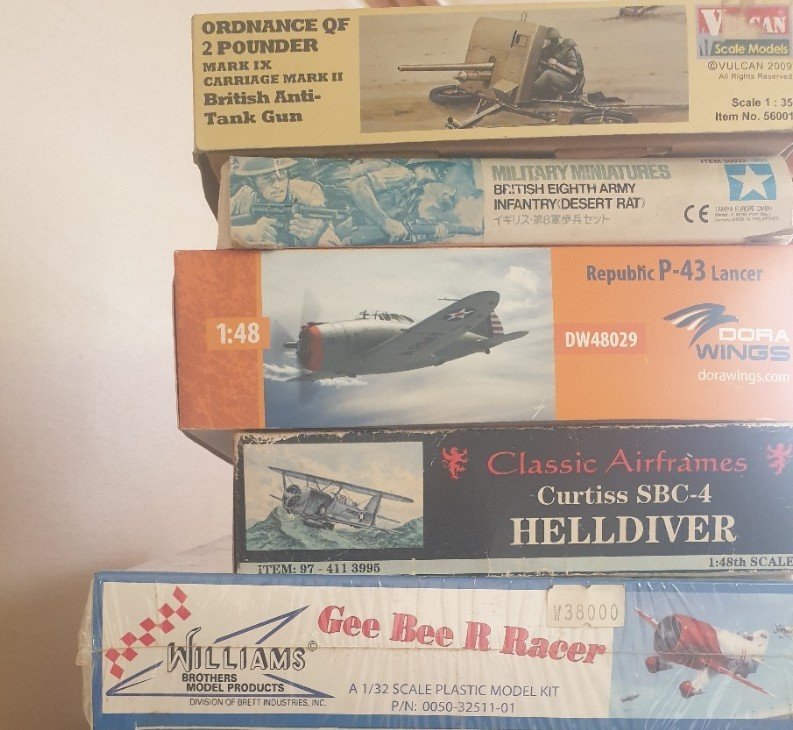 ORDNANCE QF
2 POUNDER
MARK IX
CARRIAGE MARK II
British Anti-
Tank Gun
VULCAN
Scale Models
©VULCAN 2009
All Rights Reserved
Scale 1 : 35
Item No. 56001
MILITARY MINIATURES
BRITISH EIGHTH ARMY
INFANTRY (DESERT RAT)
イギリス・第8軍歩兵セット
CE
TAMIYA EUROPE GMBH
1:48
Republic P-43 Lancer
DW48029
DORA
WINGS
dorawings.com
Classic Airframes
Curtiss SBC-4
HELLDIVER
ITEM: 97 - 411 3995
1:48th SCALE
WILLIAMS©
BROTHERS
MODEL PRODUCTS
DIVISION OF BRETT INDUSTRIES, INC.
Gee Bee R Racer
₩38000
A 1/32 SCALE PLASTIC MODEL KIT
P/N: 0050-32511-01